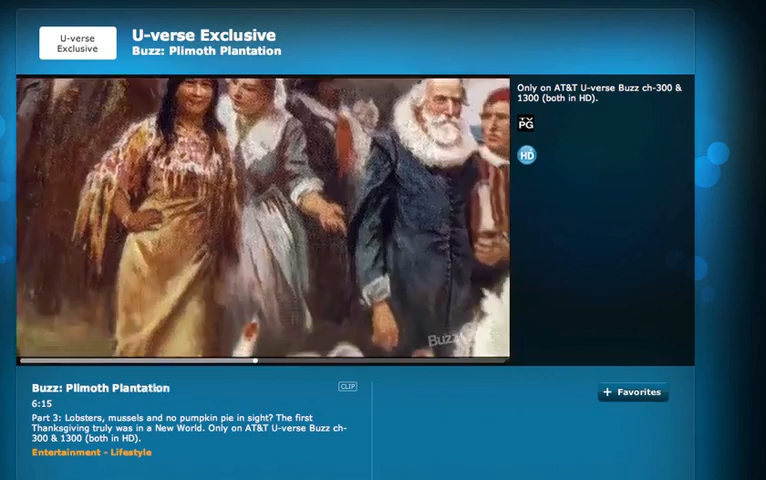 U-verse
Exclusive
U-verse Exclusive
Buzz: Plimoth Plantation
Only on AT&T U-verse Buzz ch-300 &
1300 (both in HD).
TV
PG
HD
Buzz
Buzz: Plimoth Plantation
CLIP
6:15
Part 3: Lobsters, mussels and no pumpkin pie in sight? The first
Thanksgiving truly was in a New World. Only on AT&T U-verse Buzz ch-
300 & 1300 (both in HD).
Entertainment - Lifestyle
+ Favorites